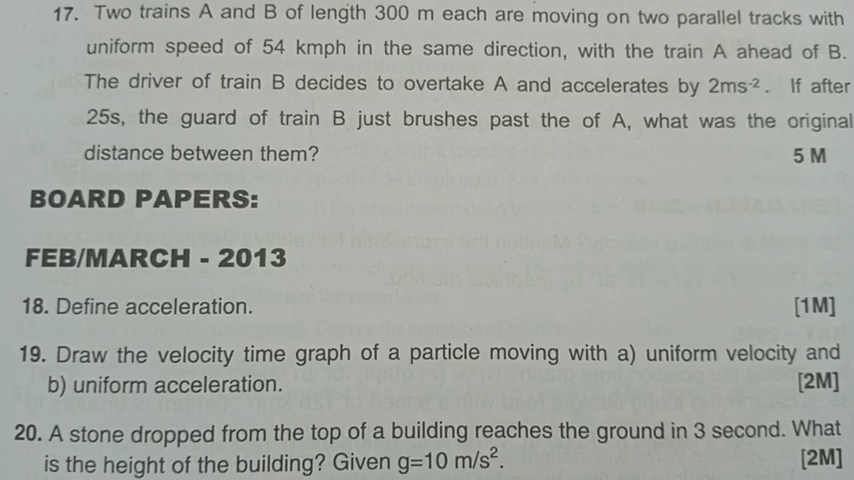 17. Two trains A and B of length 300 m each are moving on two parallel tracks with
uniform speed of 54 kmph in the same direction, with the train A ahead of B.
The driver of train B decides to overtake A and accelerates by 2ms⁻². If after
25s, the guard of train B just brushes past the of A, what was the original
distance between them? 5 M
BOARD PAPERS:
FEB/MARCH - 2013
18. Define acceleration. [1M]
19. Draw the velocity time graph of a particle moving with a) uniform velocity and
b) uniform acceleration. [2M]
20. A stone dropped from the top of a building reaches the ground in 3 second. What
is the height of the building? Given g=10 m/s². [2M]